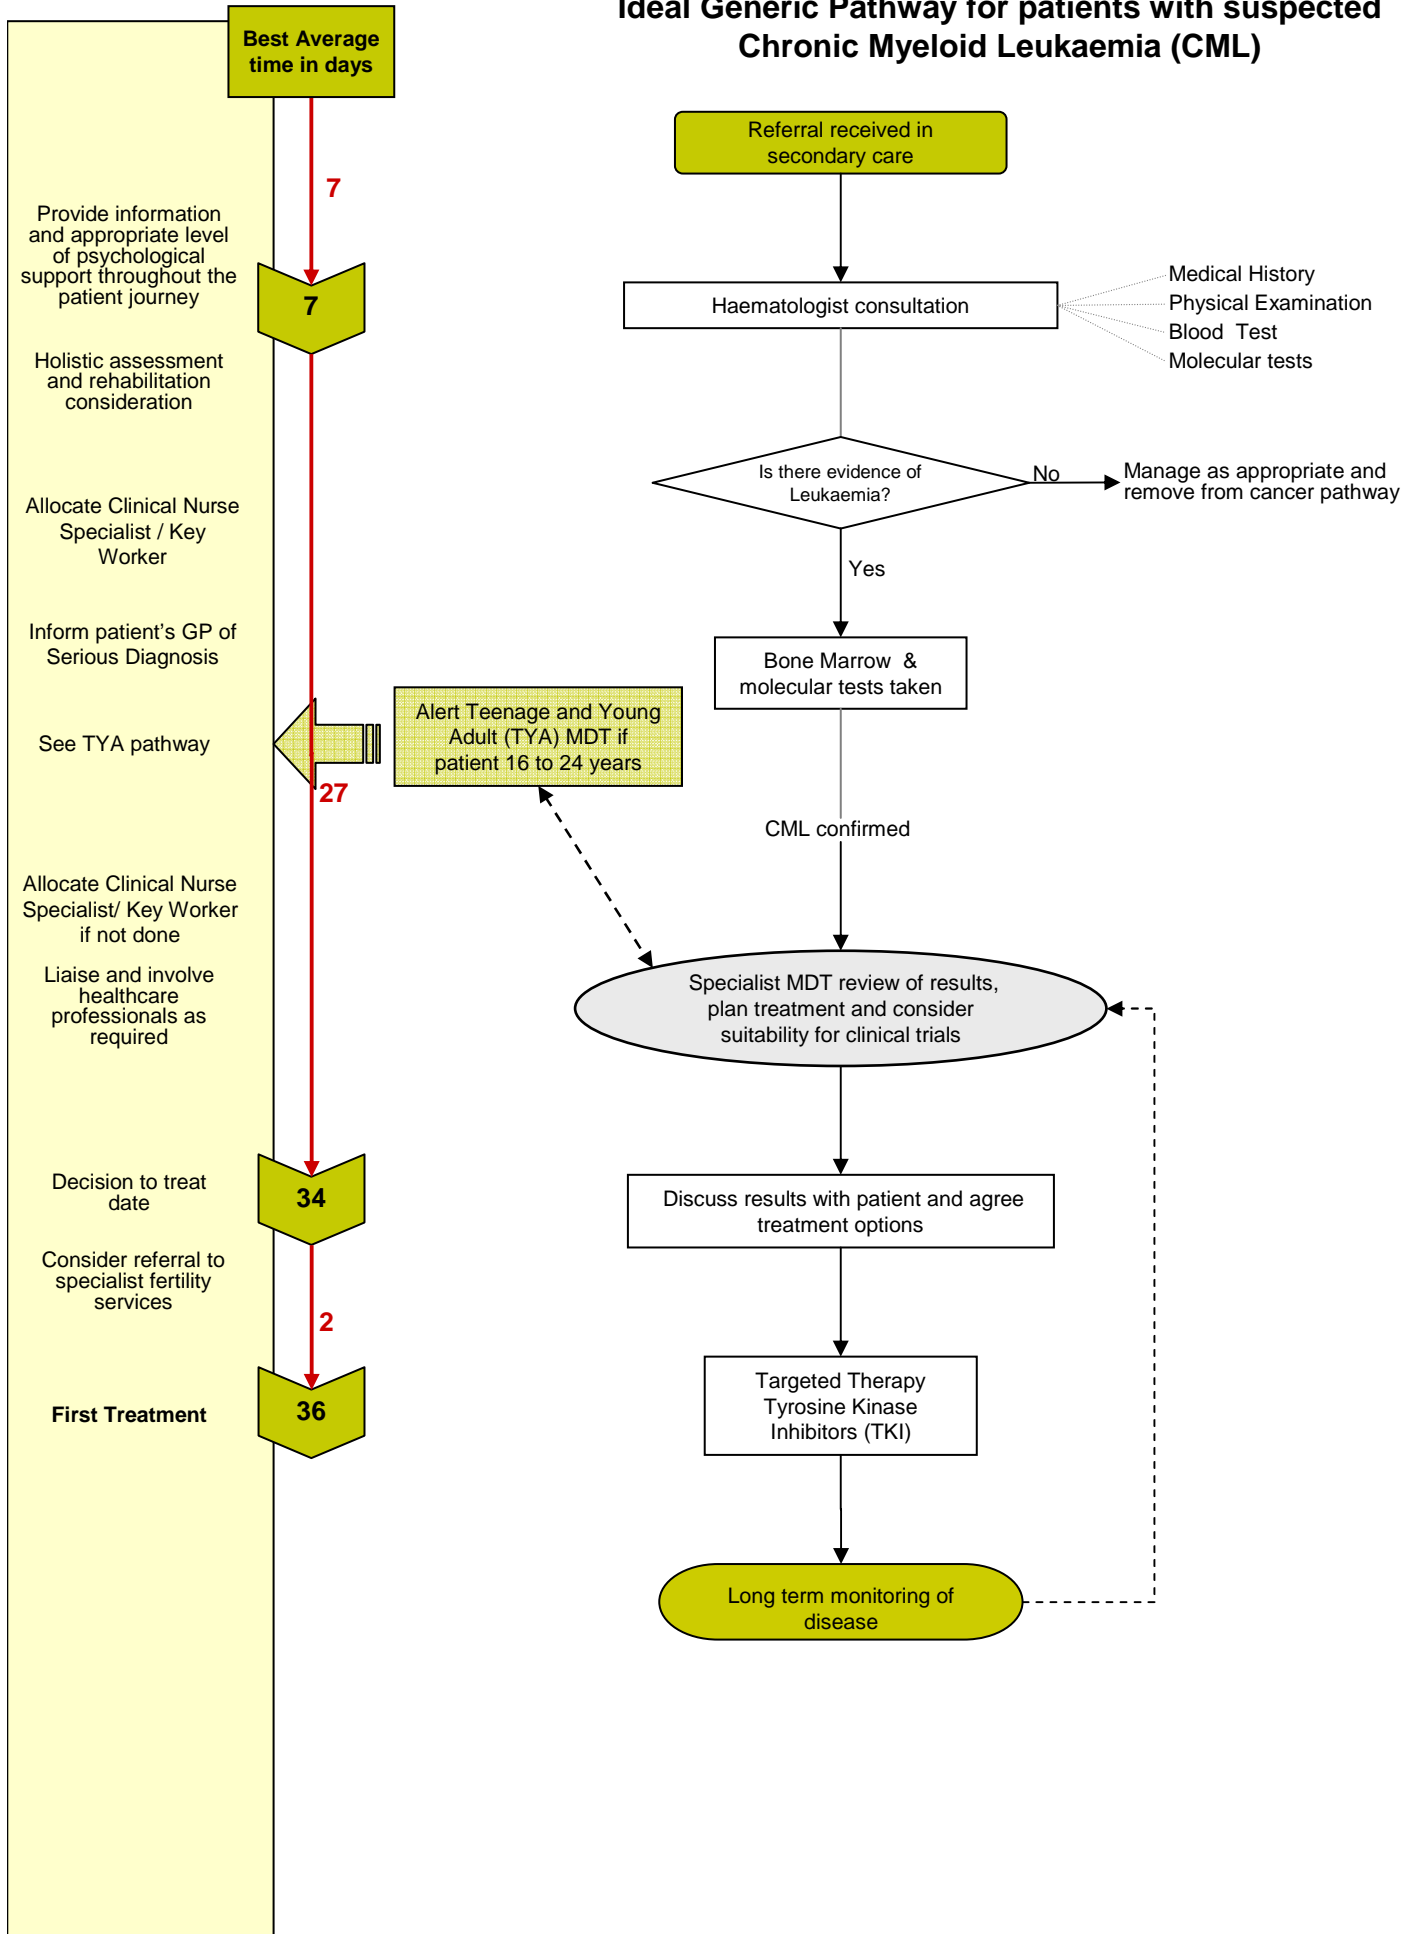 Ideal Generic Pathway for patients with suspected
Chronic Myeloid Leukaemia (CML)
Best Average
time in days
7
Provide information
and appropriate level
of psychological
support throughout the
patient journey
7
Holistic assessment
and rehabilitation
consideration
Allocate Clinical Nurse
Specialist / Key
Worker
Inform patient's GP of
Serious Diagnosis
See TYA pathway
27
Allocate Clinical Nurse
Specialist/ Key Worker
if not done
Liaise and involve
healthcare
professionals as
required
Decision to treat
date
34
Consider referral to
specialist fertility
services
2
First Treatment
36
Referral received in
secondary care
Haematologist consultation
Medical History
Physical Examination
Blood Test
Molecular tests
Is there evidence of
Leukaemia?
No
Manage as appropriate and
remove from cancer pathway
Yes
Bone Marrow &
molecular tests taken
Alert Teenage and Young
Adult (TYA) MDT if
patient 16 to 24 years
CML confirmed
Specialist MDT review of results,
plan treatment and consider
suitability for clinical trials
Discuss results with patient and agree
treatment options
Targeted Therapy
Tyrosine Kinase
Inhibitors (TKI)
Long term monitoring of
disease